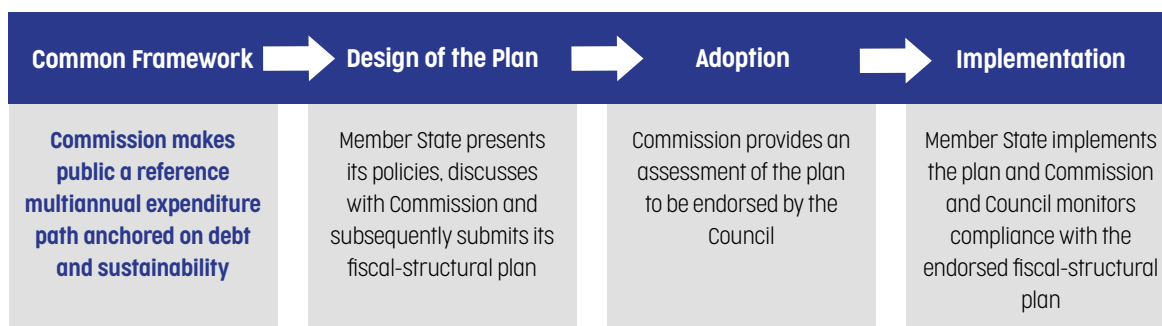 Common Framework
Design of the Plan
Adoption
Implementation
Commission makes
public a reference
multiannual expenditure
path anchored on debt
and sustainability
Member State presents
its policies, discusses
with Commission and
subsequently submits its
fiscal-structural plan
Commission provides an
assessment of the plan
to be endorsed by the
Council
Member State implements
the plan and Commission
and Council monitors
compliance with the
endorsed fiscal-structural
plan